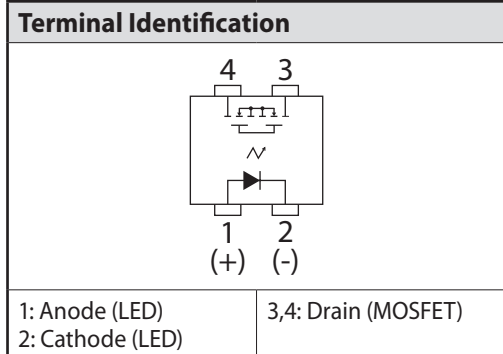 Terminal Identification
4 3
1 2
(+) (-)
1: Anode (LED)
2: Cathode (LED)
3,4: Drain (MOSFET)